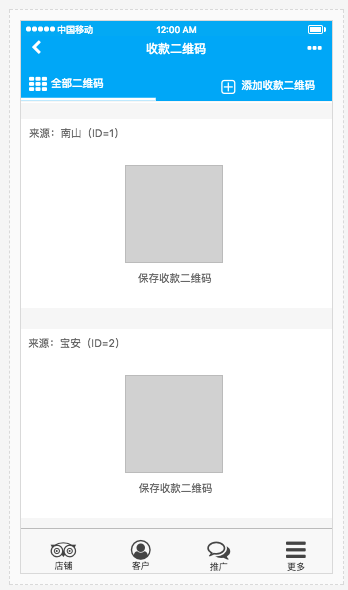 中国移动 12:00 AM
收款二维码
全部二维码 添加收款二维码
来源：南山（ID=1）
保存收款二维码
来源：宝安（ID=2）
保存收款二维码
店铺 客户 推广 更多